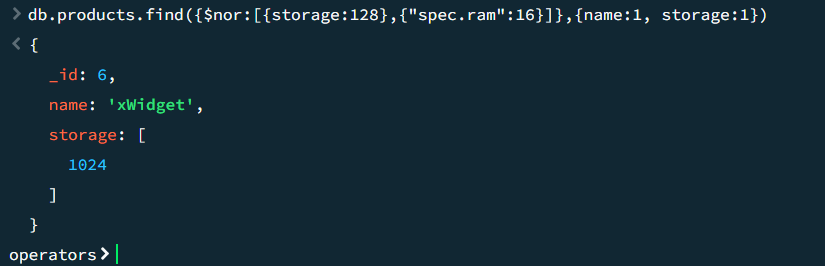 > db.products.find({$nor:[{storage:128},{"spec.ram":16}]},{name:1, storage:1})
< {
_id: 6,
name: 'xWidget',
storage: [
1024
]
}
operators>